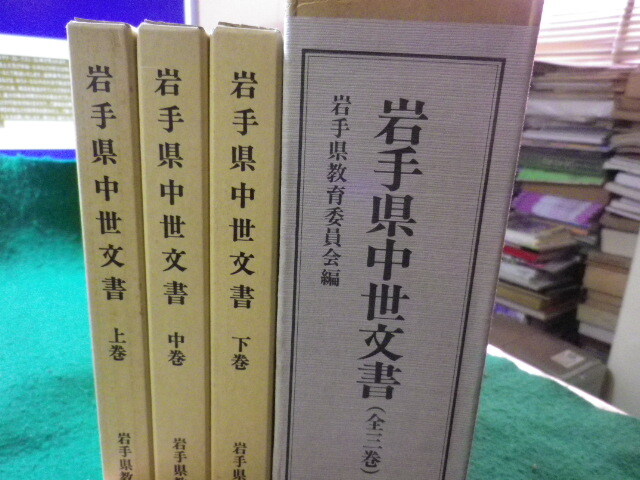 岩手県中世文書 上巻
岩手県教
岩手県中世文書 中巻
岩手県
岩手県中世文書 下巻
岩手県
岩手県中世文書(全三巻)
岩手県教育委員会編